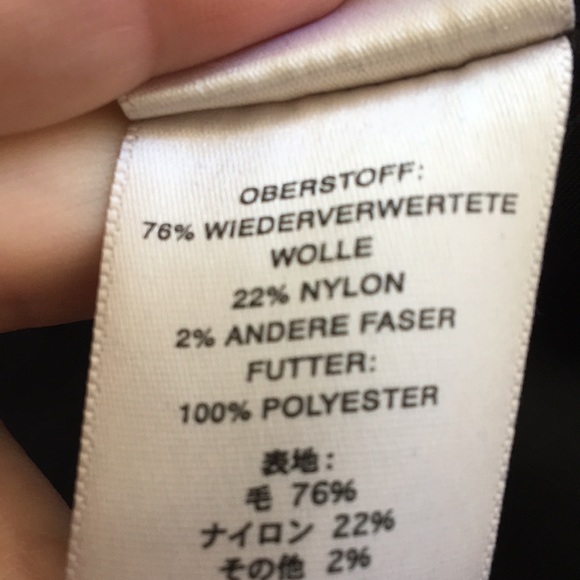 OBERSTOFF:
76% WIEDERVERWERTETE
WOLLE
22% NYLON
2% ANDERE FASER
FUTTER:
100% POLYESTER
表地:
毛 76%
ナイロン 22%
その他 2%